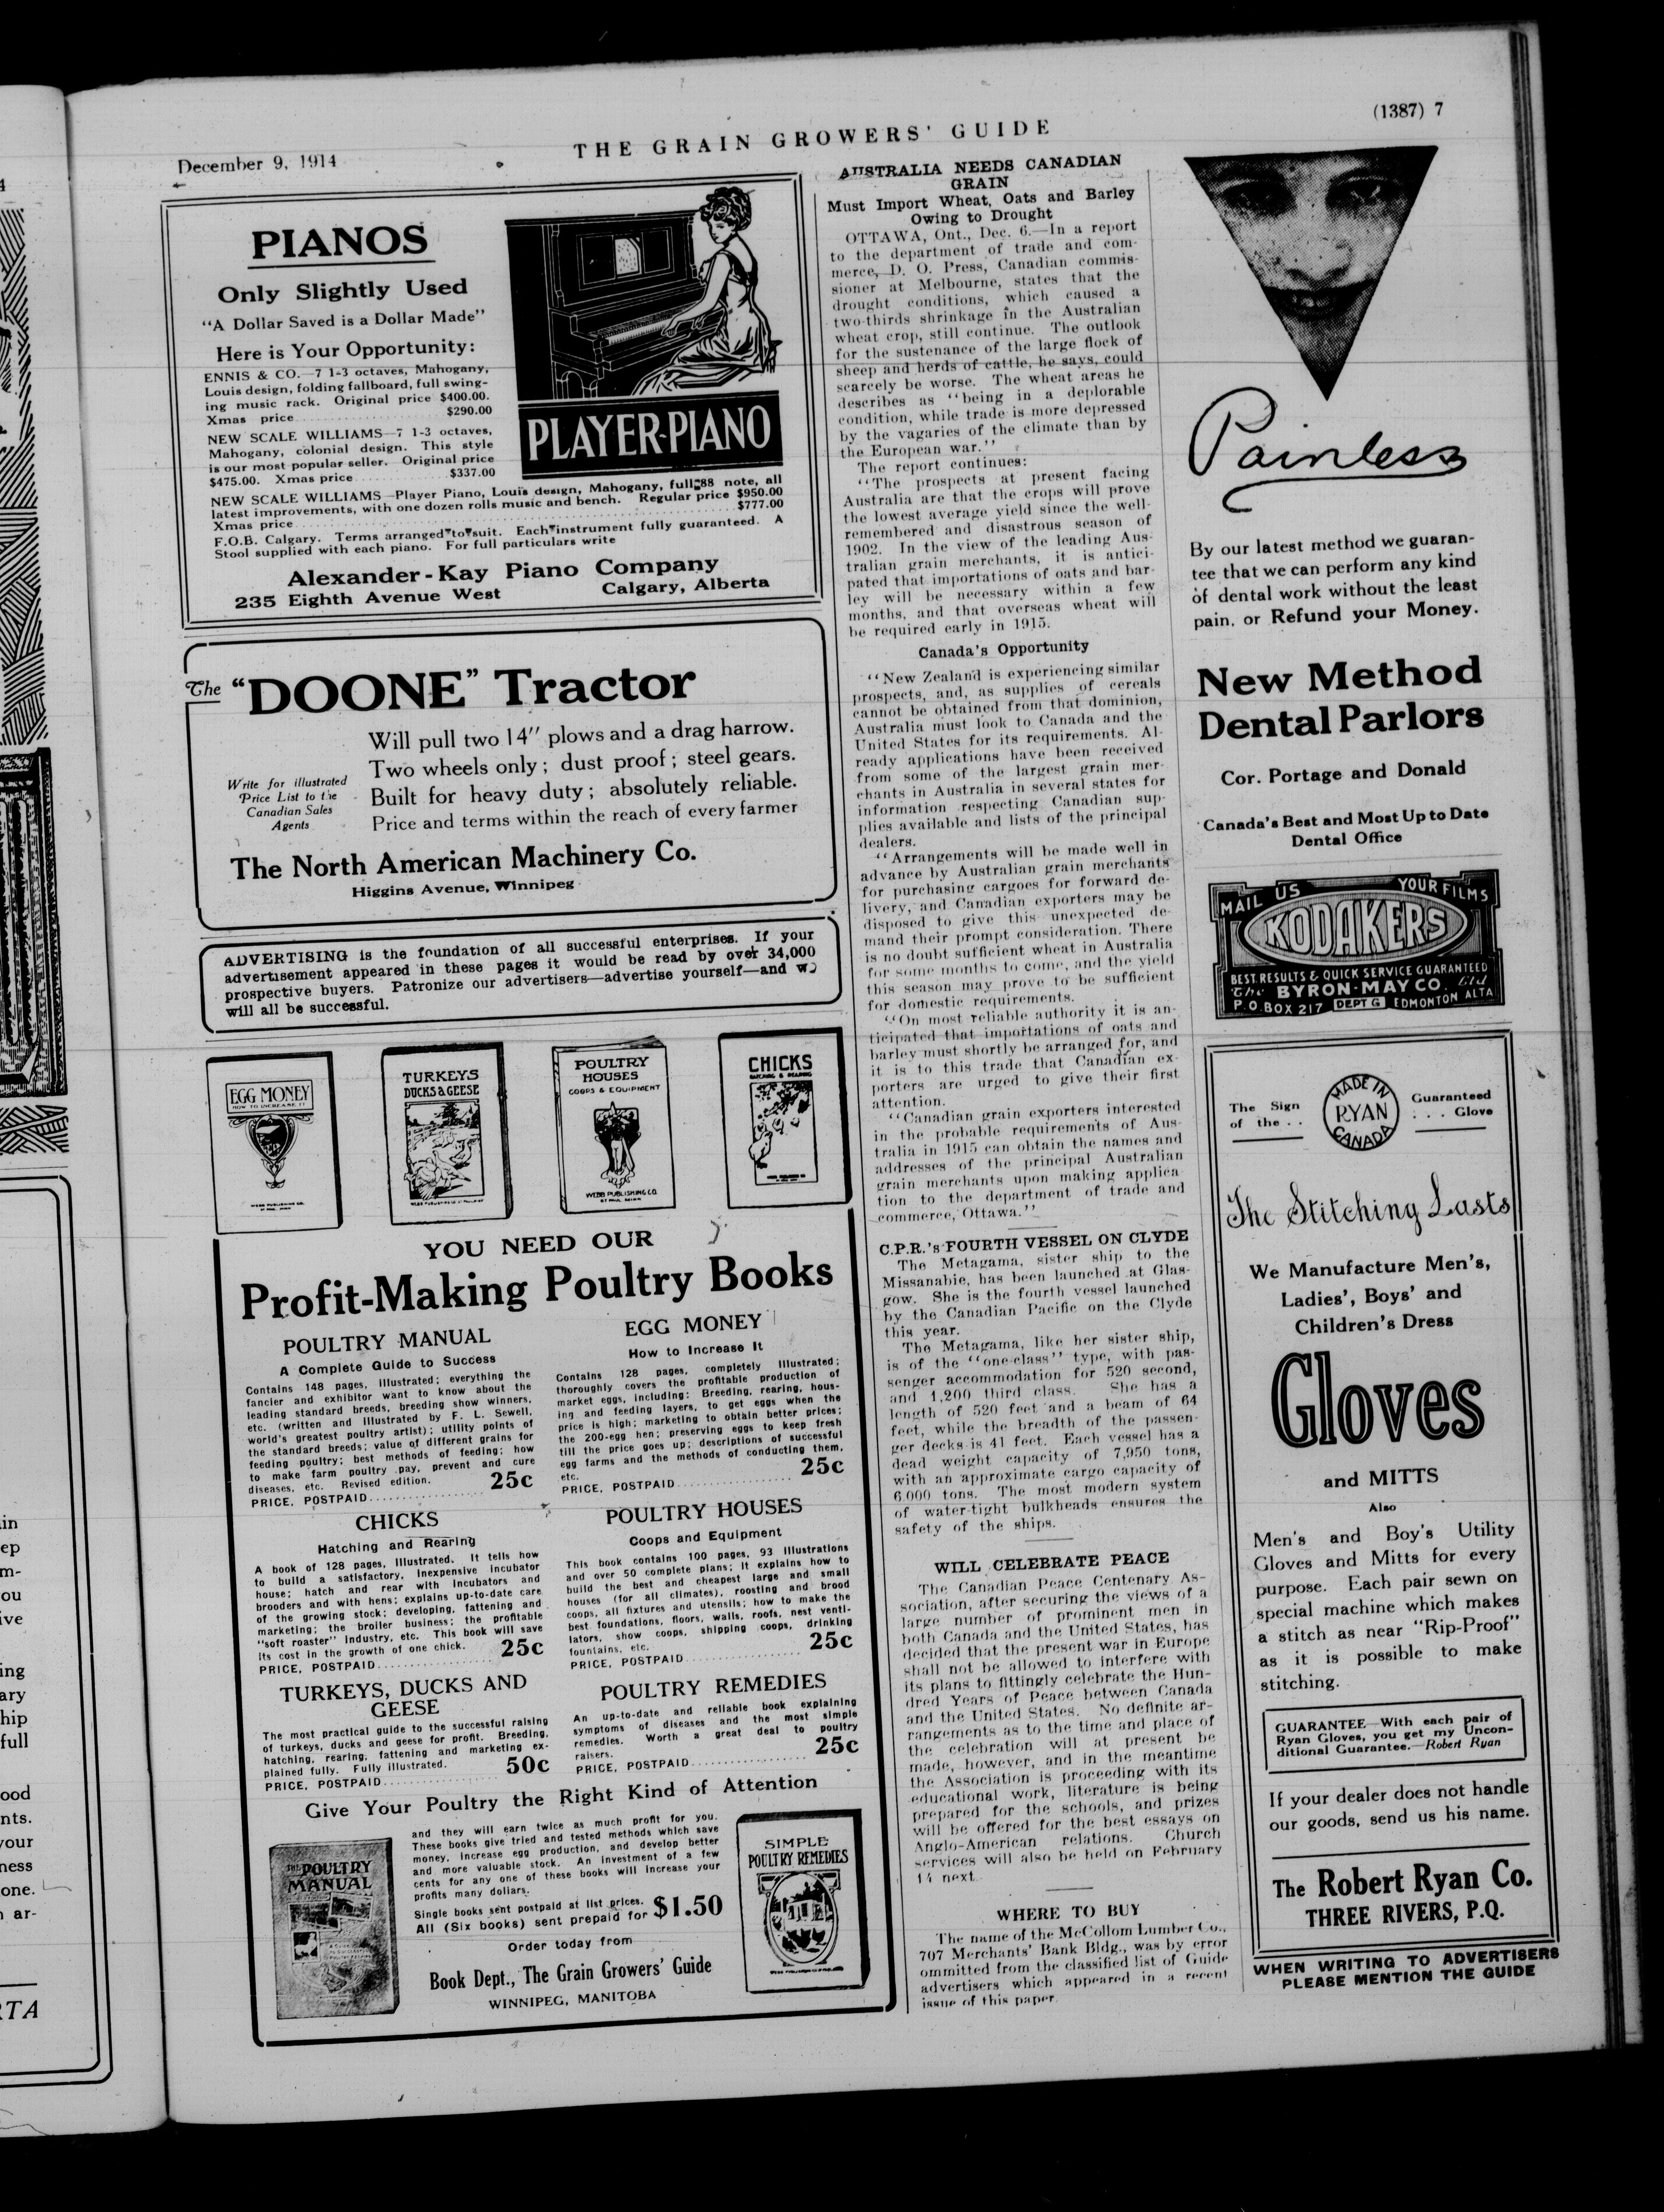 December 9, 1914
THE GRAIN GROWERS' GUIDE
(1387) 7
PIANOS
Only Slightly Used
"A Dollar Saved is a Dollar Made"
Here is Your Opportunity:
ENNIS & CO.—7 1-3 octaves, Mahogany,
Louis design, folding fallboard, full swing-
ing music rack. Original price $400.00.
Xmas price $290.00
NEW SCALE WILLIAMS—7 1-3 octaves,
Mahogany, colonial design. This style
is our most popular seller. Original price
$475.00. Xmas price $337.00
PLAYER-PIANO
NEW SCALE WILLIAMS—Player Piano, Louis design, Mahogany, full 88 note, all
latest improvements, with one dozen rolls music and bench. Regular price $950.00
Xmas price $777.00
F.O.B. Calgary. Terms arranged to suit. Each instrument fully guaranteed. A
Stool supplied with each piano. For full particulars write
Alexander-Kay Piano Company
235 Eighth Avenue West Calgary, Alberta
The "DOONE" Tractor
Write for illustrated
Price List to the
Canadian Sales
Agents
Will pull two 14" plows and a drag harrow.
Two wheels only; dust proof; steel gears.
Built for heavy duty; absolutely reliable.
Price and terms within the reach of every farmer
The North American Machinery Co.
Higgins Avenue, Winnipeg
ADVERTISING is the foundation of all successful enterprises. If your
advertisement appeared in these pages it would be read by over 34,000
prospective buyers. Patronize our advertisers—advertise yourself—and we
will all be successful.
EGG MONEY
HOW TO INCREASE IT
TURKEYS
DUCKS & GEESE
POULTRY
HOUSES
COOPS & EQUIPMENT
WEBB PUBLISHING CO.
CHICKS
HATCHING & REARING
YOU NEED OUR
Profit-Making Poultry Books
POULTRY MANUAL
A Complete Guide to Success
Contains 148 pages, Illustrated; everything the
fancier and exhibitor want to know about the
leading standard breeds, breeding show winners,
etc. (written and Illustrated by F. L. Sewell,
world's greatest poultry artist); utility points of
the standard breeds; value of different grains for
feeding poultry; best methods of feeding; how
to make farm poultry pay, prevent and cure
diseases, etc. Revised edition.
PRICE, POSTPAID 25c
EGG MONEY
How to Increase It
Contains 128 pages, completely Illustrated;
thoroughly covers the profitable production of
market eggs, including: Breeding, rearing, hous-
ing and feeding layers, to get eggs when the
price is high; marketing to obtain better prices;
the 200-egg hen; preserving eggs to keep fresh
till the price goes up; descriptions of successful
egg farms and the methods of conducting them,
etc.
PRICE, POSTPAID 25c
CHICKS
Hatching and Rearing
A book of 128 pages, Illustrated. It tells how
to build a satisfactory, Inexpensive Incubator
house; hatch and rear with Incubators and
brooders and with hens; explains up-to-date care
of the growing stock; developing, fattening and
marketing; the broiler business; the profitable
"soft roaster" Industry, etc. This book will save
Its cost in the growth of one chick.
PRICE, POSTPAID 25c
POULTRY HOUSES
Coops and Equipment
This book contains 100 pages, 93 Illustrations
and over 50 complete plans; It explains how to
build the best and cheapest large and small
houses (for all climates), roosting and brood
coops, all fixtures and utensils; how to make the
best foundations, floors, walls, roofs, nest venti-
lators, show coops, shipping coops, drinking
fountains, etc.
PRICE, POSTPAID 25c
TURKEYS, DUCKS AND
GEESE
The most practical guide to the successful raising
of turkeys, ducks and geese for profit. Breeding,
hatching, rearing, fattening and marketing ex-
plained fully. Fully illustrated.
PRICE, POSTPAID 50c
POULTRY REMEDIES
An up-to-date and reliable book explaining
symptoms of diseases and the most simple
remedies. Worth a great deal to poultry
raisers.
PRICE, POSTPAID 25c
Give Your Poultry the Right Kind of Attention
THE POULTRY
MANUAL
and they will earn twice as much profit for you.
These books give tried and tested methods which save
money, increase egg production, and develop better
and more valuable stock. An investment of a few
cents for any one of these books will increase your
profits many dollars.
Single books sent postpaid at list prices.
All (Six books) sent prepaid for $1.50
Order today from
Book Dept., The Grain Growers' Guide
WINNIPEG, MANITOBA
SIMPLE
POULTRY REMEDIES
AUSTRALIA NEEDS CANADIAN
GRAIN
Must Import Wheat, Oats and Barley
Owing to Drought
OTTAWA, Ont., Dec. 6.—In a report
to the department of trade and com-
merce, D. O. Press, Canadian commis-
sioner at Melbourne, states that the
drought conditions, which caused a
two-thirds shrinkage in the Australian
wheat crop, still continue. The outlook
for the sustenance of the large flock of
sheep and herds of cattle, he says, could
scarcely be worse. The wheat areas he
describes as "being in a deplorable
condition, while trade is more depressed
by the vagaries of the climate than by
the European war."
The report continues:
"The prospects at present facing
Australia are that the crops will prove
the lowest average yield since the well-
remembered and disastrous season of
1902. In the view of the leading Aus-
tralian grain merchants, it is antici-
pated that importations of oats and bar-
ley will be necessary within a few
months, and that overseas wheat will
be required early in 1915.
Canada's Opportunity
"New Zealand is experiencing similar
prospects, and, as supplies of cereals
cannot be obtained from that dominion,
Australia must look to Canada and the
United States for its requirements. Al-
ready applications have been received
from some of the largest grain mer-
chants in Australia in several states for
information respecting Canadian sup-
plies available and lists of the principal
dealers.
"Arrangements will be made well in
advance by Australian grain merchants
for purchasing cargoes for forward de-
livery, and Canadian exporters may be
disposed to give this unexpected de-
mand their prompt consideration. There
is no doubt sufficient wheat in Australia
for some months to come, and the yield
this season may prove to be sufficient
for domestic requirements.
"On most reliable authority it is an-
ticipated that importations of oats and
barley must shortly be arranged for, and
it is to this trade that Canadian ex-
porters are urged to give their first
attention.
"Canadian grain exporters interested
in the probable requirements of Aus-
tralia in 1915 can obtain the names and
addresses of the principal Australian
grain merchants upon making applica-
tion to the department of trade and
commerce, Ottawa."
C.P.R.'s FOURTH VESSEL ON CLYDE
The Metagama, sister ship to the
Missanabie, has been launched at Glas-
gow. She is the fourth vessel launched
by the Canadian Pacific on the Clyde
this year.
The Metagama, like her sister ship,
is of the "one-class" type, with pas-
senger accommodation for 520 second,
and 1,200 third class. She has a
length of 520 feet and a beam of 64
feet, while the breadth of the passen-
ger decks is 41 feet. Each vessel has a
dead weight capacity of 7,950 tons,
with an approximate cargo capacity of
6,000 tons. The most modern system
of water-tight bulkheads ensures the
safety of the ships.
WILL CELEBRATE PEACE
The Canadian Peace Centenary As-
sociation, after securing the views of a
large number of prominent men in
both Canada and the United States, has
decided that the present war in Europe
shall not be allowed to interfere with
its plans to fittingly celebrate the Hun-
dred Years of Peace between Canada
and the United States. No definite ar-
rangements as to the time and place of
the celebration will at present be
made, however, and in the meantime
the Association is proceeding with its
educational work, literature is being
prepared for the schools, and prizes
will be offered for the best essays on
Anglo-American relations. Church
services will also be held on February
14 next.
WHERE TO BUY
The name of the McCollom Lumber Co.,
707 Merchants' Bank Bldg., was by error
ommitted from the classified list of Guide
advertisers which appeared in a recent
issue of this paper.
Painless
By our latest method we guaran-
tee that we can perform any kind
of dental work without the least
pain, or Refund your Money.
New Method
Dental Parlors
Cor. Portage and Donald
Canada's Best and Most Up to Date
Dental Office
MAIL US YOUR FILMS
KODAKERS
BEST RESULTS & QUICK SERVICE GUARANTEED
The BYRON-MAY CO. Ltd
P.O. BOX 217 DEPT G EDMONTON ALTA
The Sign
of the . .
MADE IN
RYAN
CANADA
Guaranteed
: . . . Glove
The Stitching Lasts
We Manufacture Men's,
Ladies', Boys' and
Children's Dress
Gloves
and MITTS
Also
Men's and Boy's Utility
Gloves and Mitts for every
purpose. Each pair sewn on
special machine which makes
a stitch as near "Rip-Proof"
as it is possible to make
stitching.
GUARANTEE—With each pair of
Ryan Gloves, you get my Uncon-
ditional Guarantee.—Robert Ryan
If your dealer does not handle
our goods, send us his name.
The Robert Ryan Co.
THREE RIVERS, P.Q.
WHEN WRITING TO ADVERTISERS
PLEASE MENTION THE GUIDE